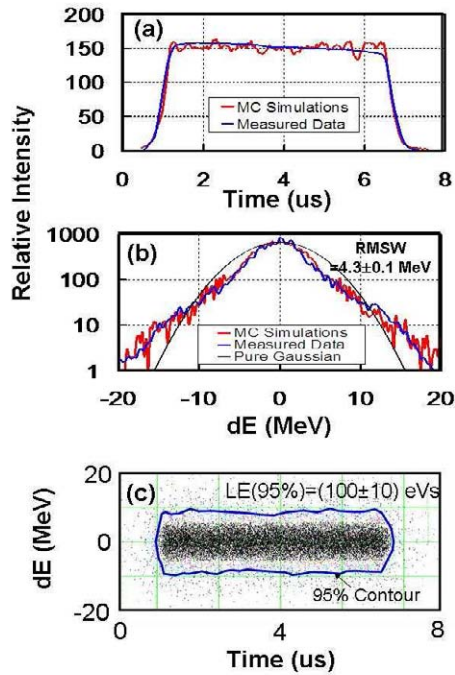 Relative Intensity
(a)
200
150
100
50
0
MC Simulations
Measured Data
0 2 4 6 8
Time (us)
(b)
RMSW
=4.3±0.1 MeV
1000
100
10
1
MC Simulations
Measured Data
Pure Gaussian
-20 -10 0 10 20
dE (MeV)
(c)
LE(95%)=(100±10) eVs
dE (MeV)
20
0
-20
95% Contour
0 4 8
Time (us)